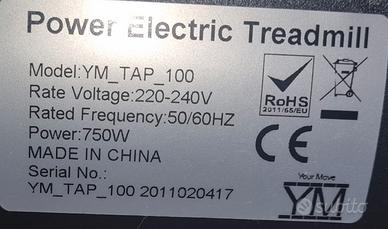 Power Electric Treadmill
Model:YM_TAP_100
Rate Voltage:220-240V
Rated Frequency:50/60HZ
Power:750W
MADE IN CHINA
Serial No.:
YM_TAP_100 2011020417
RoHS
2011/65/EU
CE
Your Move
YM
subito